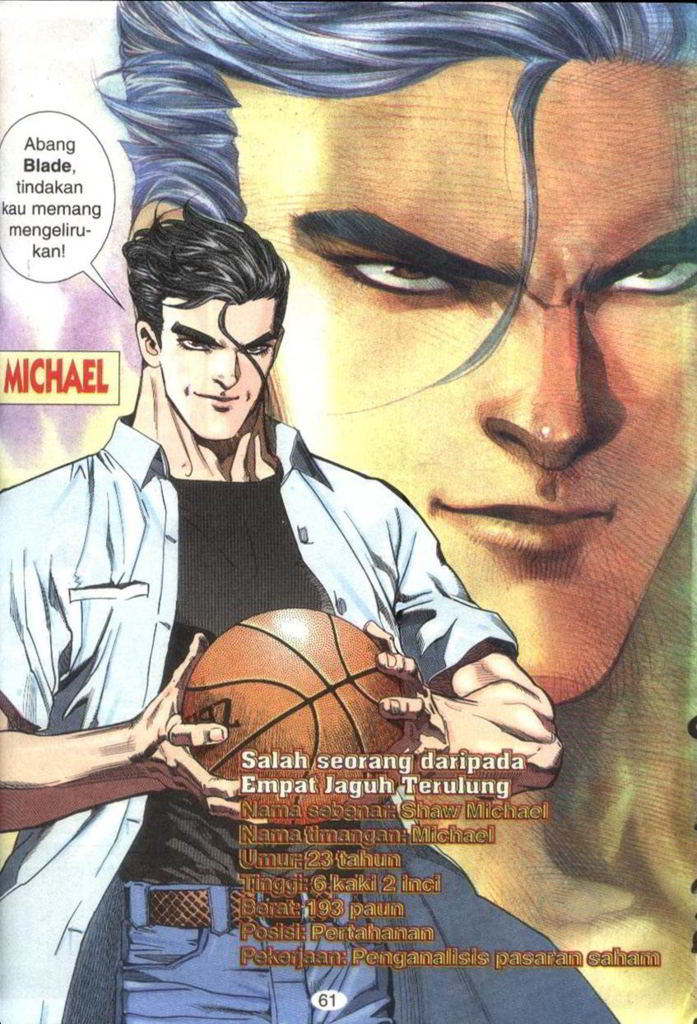 Abang
Blade,
tindakan
kau memang
mengeliru-
kan!
MICHAEL
Salah seorang daripada
Empat Jaguh Terulung
Nama sebenar: Shaw Michael
Nama timangan: Michael
Umur: 23 tahun
Tinggi: 6 kaki 2 inci
Berat: 193 paun
Posisi: Pertahanan
Pekerjaan: Penganalisis pasaran saham
61